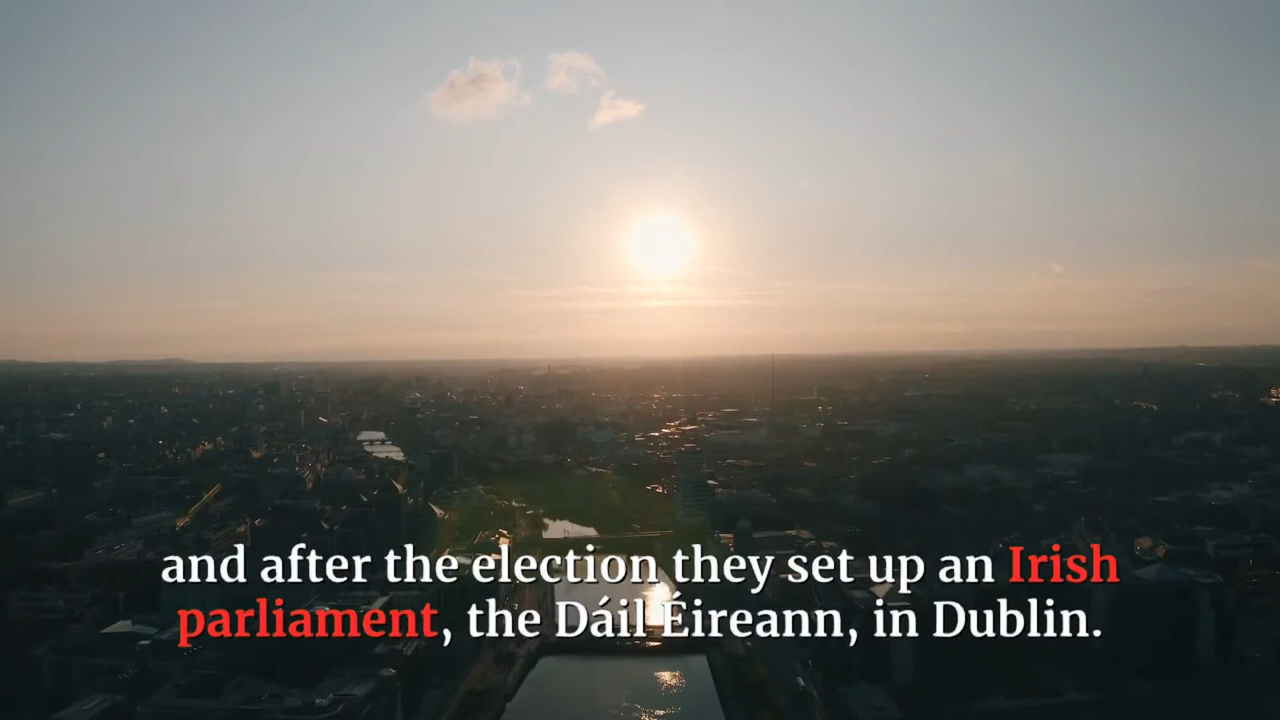 and after the election they set up an Irish
parliament, the Dáil Éireann, in Dublin.